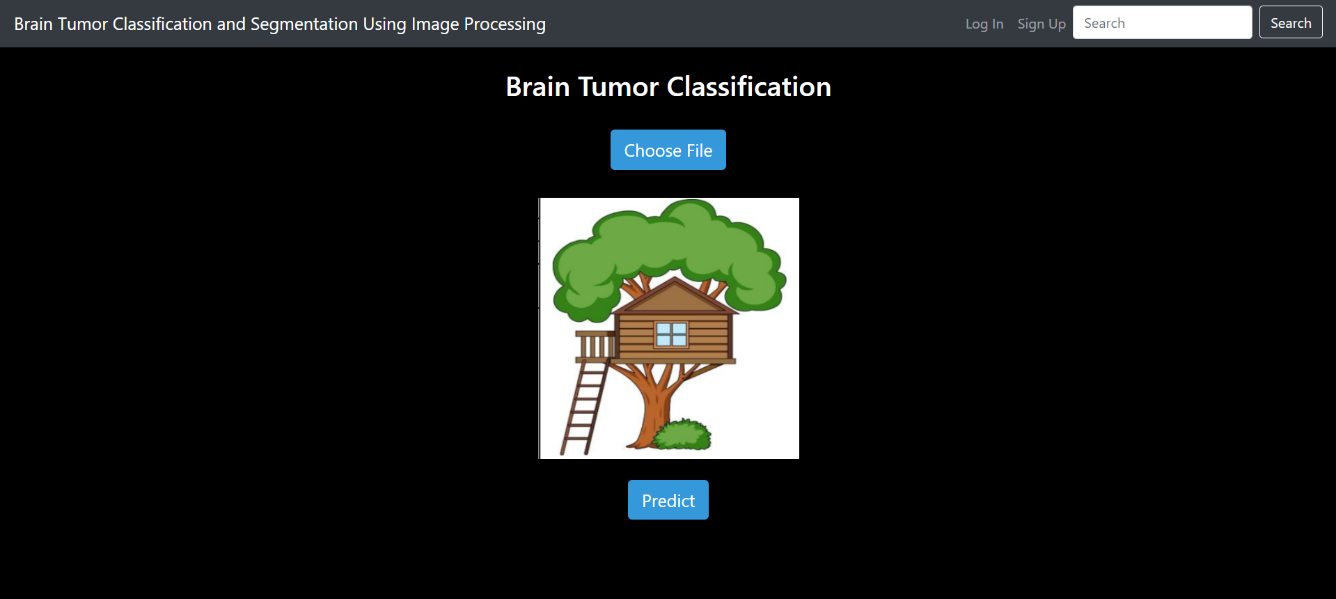 Brain Tumor Classification and Segmentation Using Image Processing
Log In Sign Up Search Search
Brain Tumor Classification
Choose File
Predict